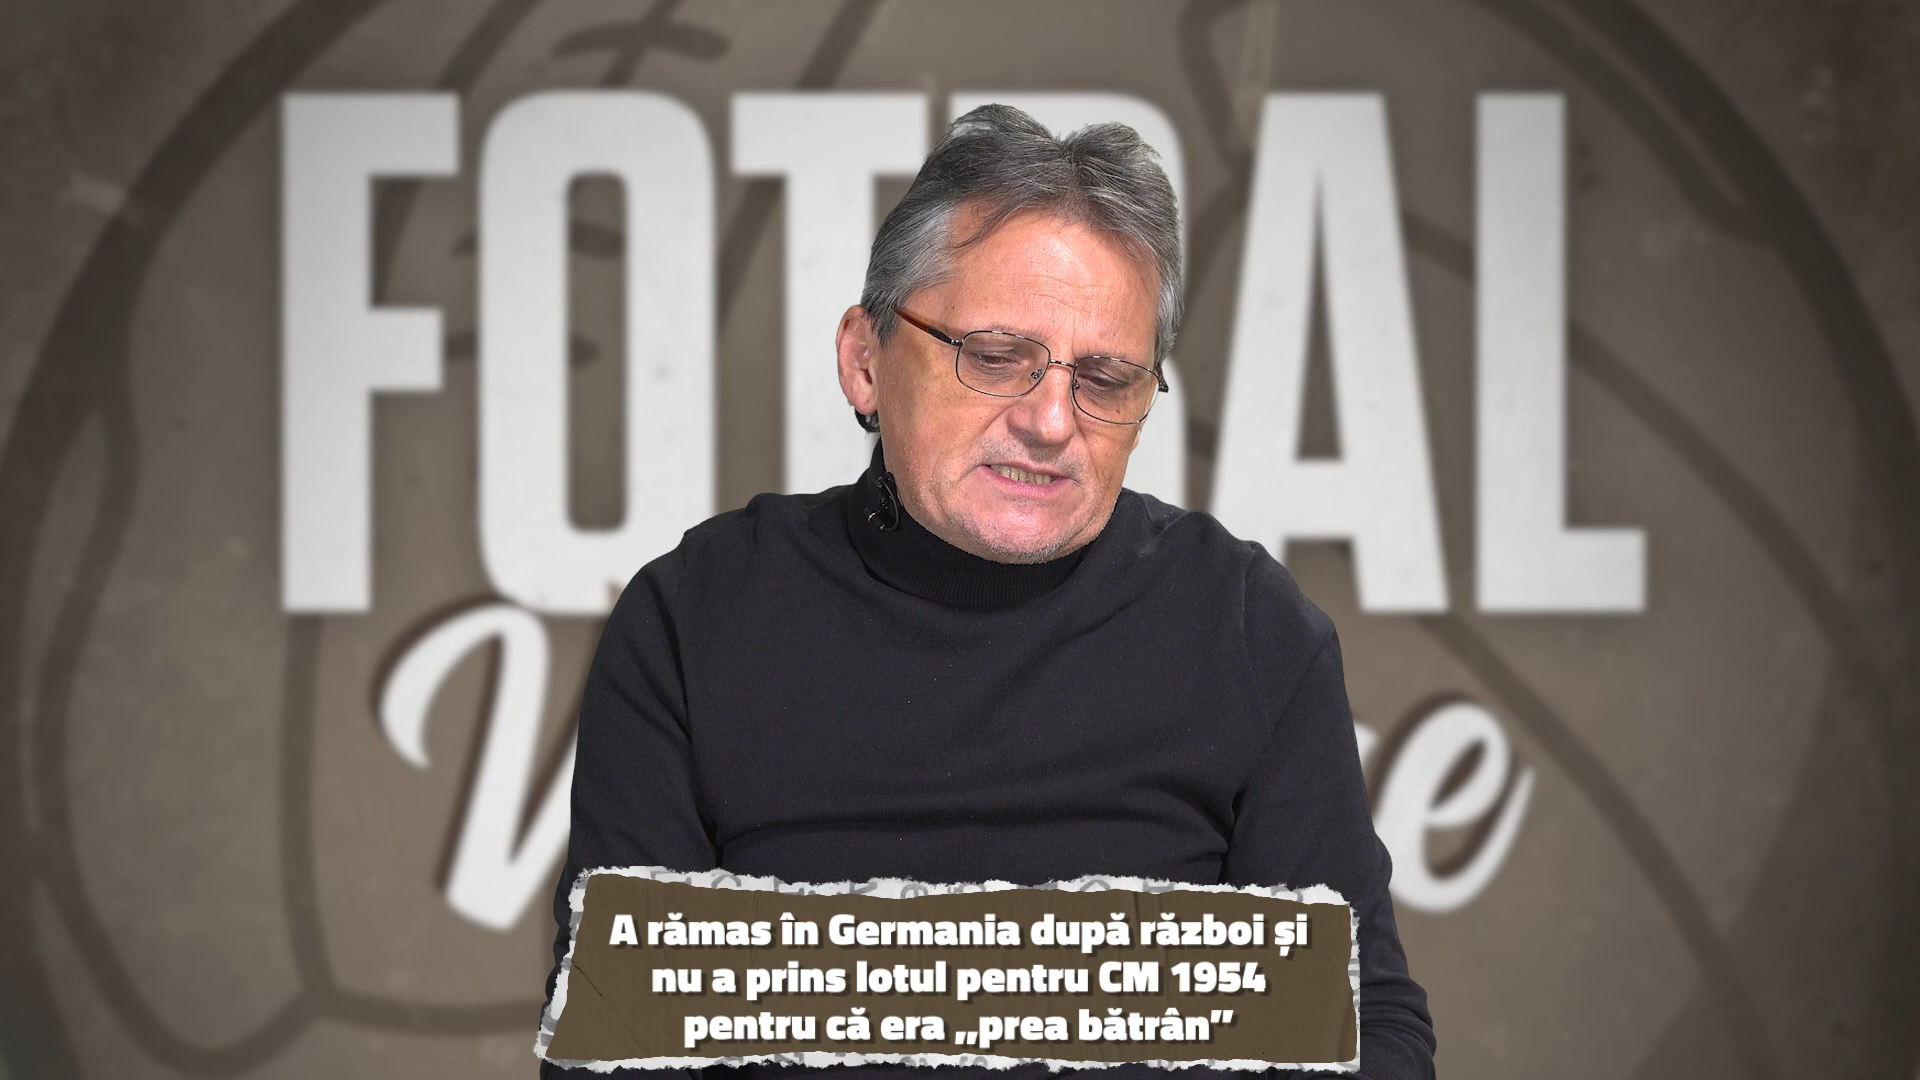 FOTBAL
A rămas în Germania după război și
nu a prins lotul pentru CM 1954
pentru că era „prea bătrân”